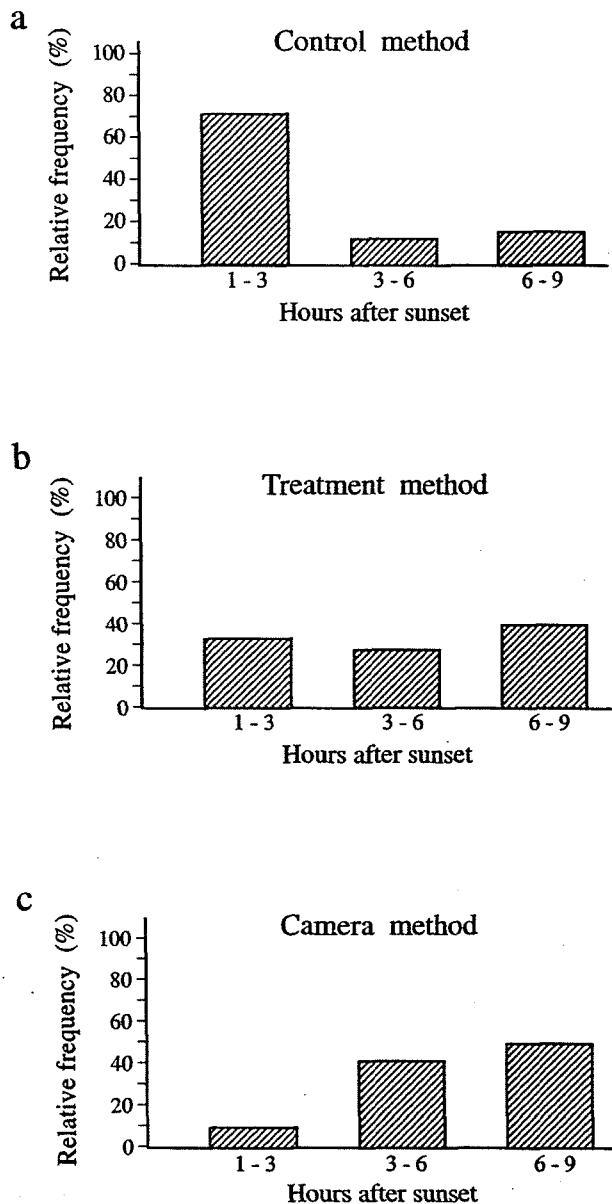 a
Control method
Relative frequency (%)
100
80
60
40
20
0
1 - 3
3 - 6
6 - 9
Hours after sunset
b
Treatment method
Relative frequency (%)
100
80
60
40
20
0
1 - 3
3 - 6
6 - 9
Hours after sunset
c
Camera method
Relative frequency (%)
100
80
60
40
20
0
1 - 3
3 - 6
6 - 9
Hours after sunset